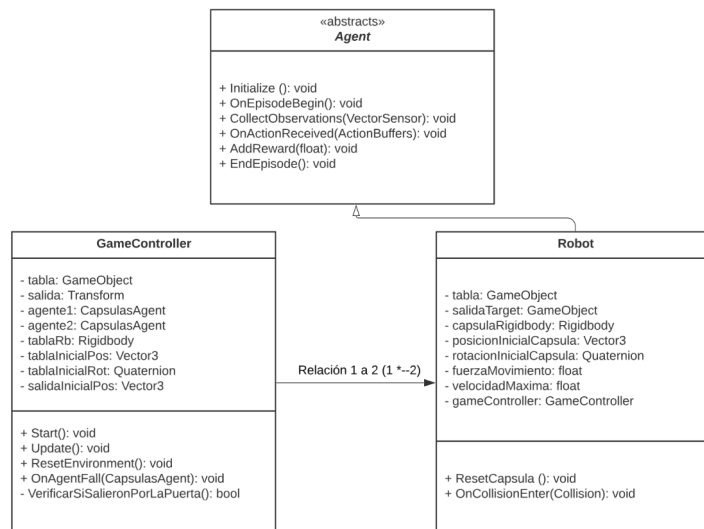 «abstracts»
Agent
+ Initialize (): void
+ OnEpisodeBegin(): void
+ CollectObservations(VectorSensor): void
+ OnActionReceived(ActionBuffers): void
+ AddReward(float): void
+ EndEpisode(): void
GameController
- tabla: GameObject
- salida: Transform
- agente1: CapsulasAgent
- agente2: CapsulasAgent
- tablaRb: Rigidbody
- tablaInicialPos: Vector3
- tablaInicialRot: Quaternion
- salidaInicialPos: Vector3
+ Start(): void
+ Update(): void
+ ResetEnvironment(): void
+ OnAgentFall(CapsulasAgent): void
- VerificarSiSalieronPorLaPuerta(): bool
Relación 1 a 2 (1 *--2)
Robot
- tabla: GameObject
- salidaTarget: GameObject
- capsulaRigidbody: Rigidbody
- posicionInicialCapsula: Vector3
- rotacionInicialCapsula: Quaternion
- fuerzaMovimiento: float
- velocidadMaxima: float
- gameController: GameController
+ ResetCapsula (): void
+ OnCollisionEnter(Collision): void